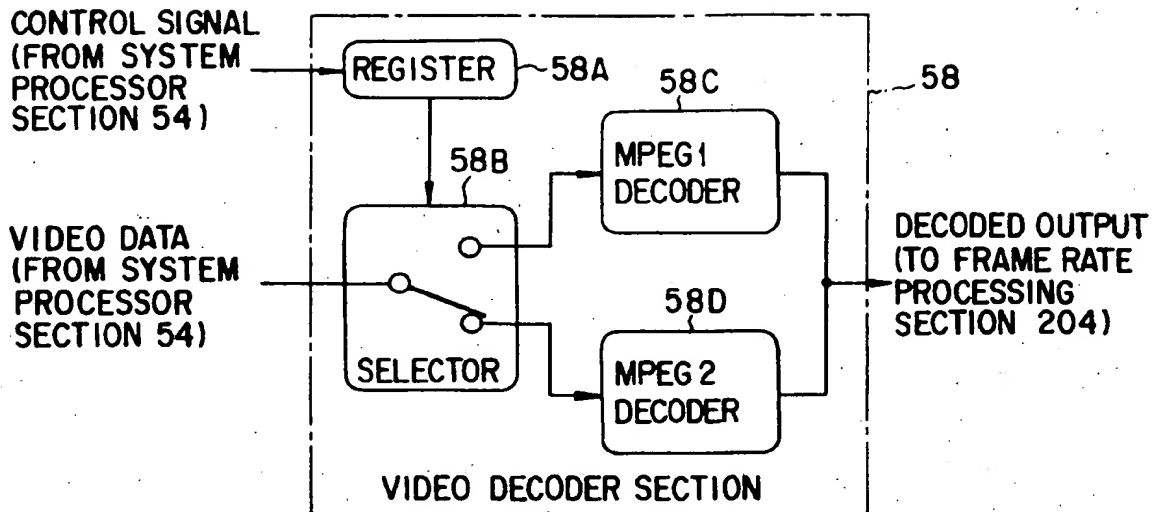 CONTROL SIGNAL
(FROM SYSTEM
PROCESSOR
SECTION 54)
REGISTER
58A
58C
58
MPEG1
DECODER
58B
VIDEO DATA
(FROM SYSTEM
PROCESSOR
SECTION 54)
SELECTOR
DECODED OUTPUT
(TO FRAME RATE
PROCESSING
SECTION 204)
58D
MPEG2
DECODER
VIDEO DECODER SECTION